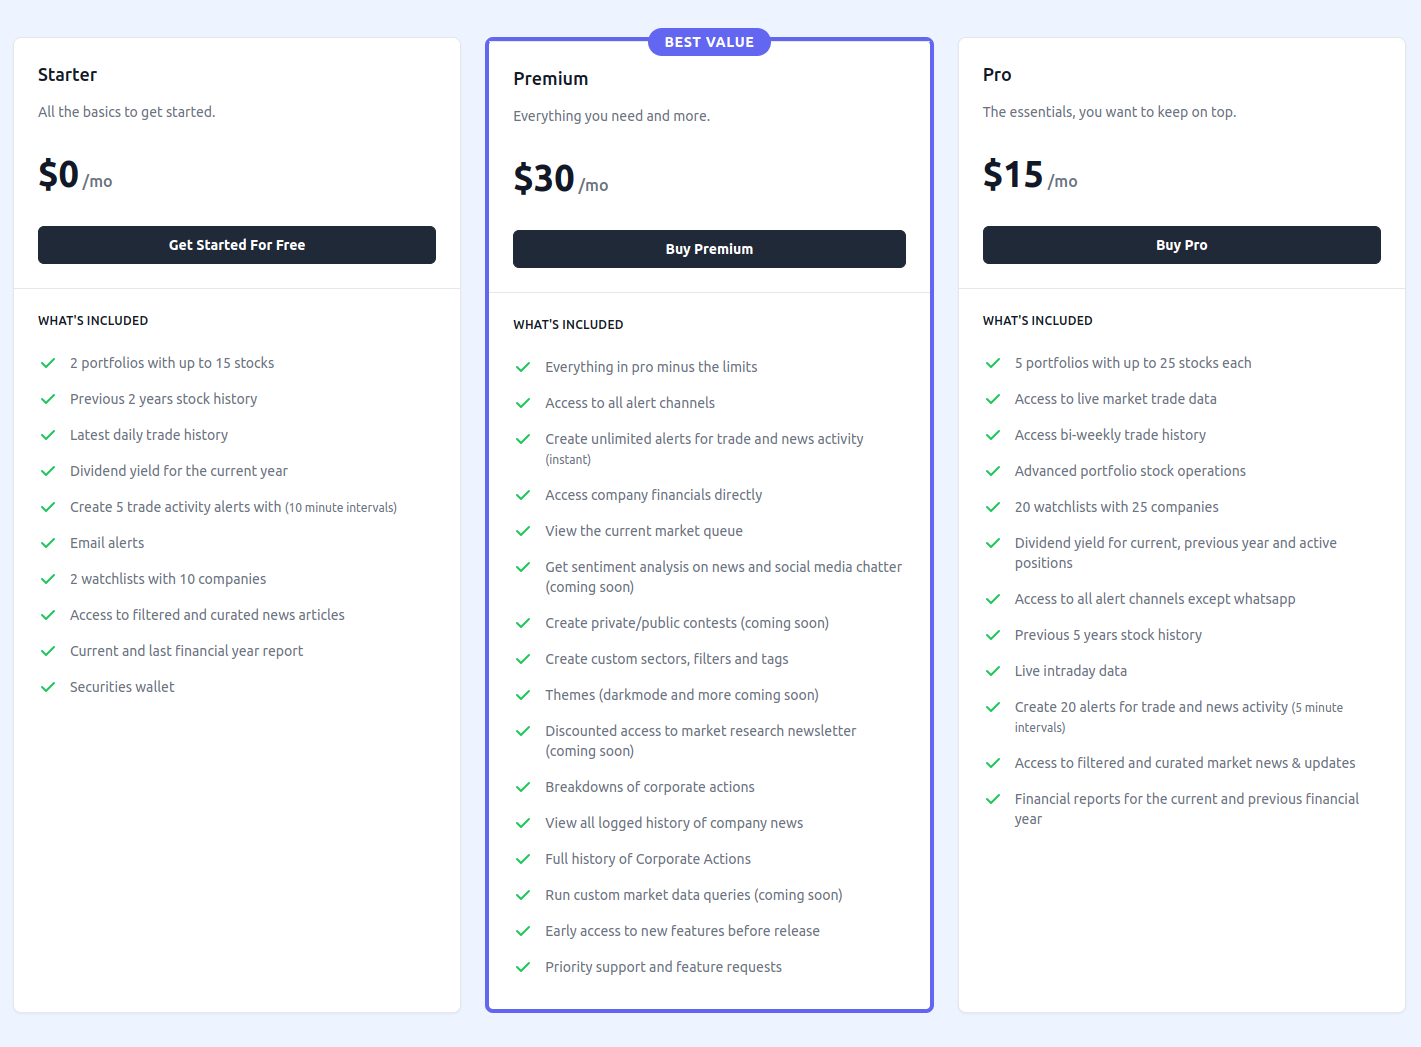 Starter
All the basics to get started.
$0 /mo
Get Started For Free
WHAT'S INCLUDED
2 portfolios with up to 15 stocks
Previous 2 years stock history
Latest daily trade history
Dividend yield for the current year
Create 5 trade activity alerts with (10 minute intervals)
Email alerts
2 watchlists with 10 companies
Access to filtered and curated news articles
Current and last financial year report
Securities wallet
BEST VALUE
Premium
Everything you need and more.
$30 /mo
Buy Premium
WHAT'S INCLUDED
Everything in pro minus the limits
Access to all alert channels
Create unlimited alerts for trade and news activity
(instant)
Access company financials directly
View the current market queue
Get sentiment analysis on news and social media chatter
(coming soon)
Create private/public contests (coming soon)
Create custom sectors, filters and tags
Themes (darkmode and more coming soon)
Discounted access to market research newsletter
(coming soon)
Breakdowns of corporate actions
View all logged history of company news
Full history of Corporate Actions
Run custom market data queries (coming soon)
Early access to new features before release
Priority support and feature requests
Pro
The essentials, you want to keep on top.
$15 /mo
Buy Pro
WHAT'S INCLUDED
5 portfolios with up to 25 stocks each
Access to live market trade data
Access bi-weekly trade history
Advanced portfolio stock operations
20 watchlists with 25 companies
Dividend yield for current, previous year and active
positions
Access to all alert channels except whatsapp
Previous 5 years stock history
Live intraday data
Create 20 alerts for trade and news activity (5 minute
intervals)
Access to filtered and curated market news & updates
Financial reports for the current and previous financial
year